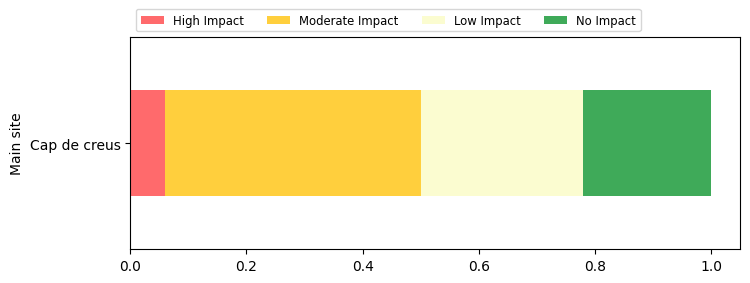 High Impact Moderate Impact Low Impact No Impact
Main site
Cap de creus
0.0 0.2 0.4 0.6 0.8 1.0